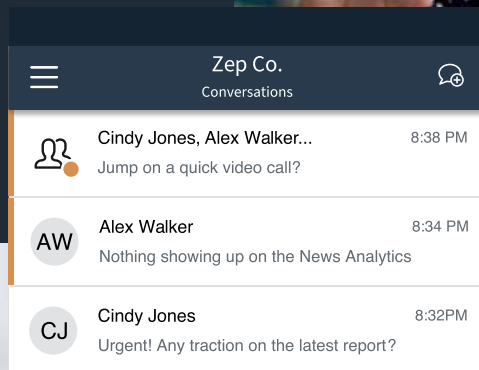 Zep Co.
Conversations
Cindy Jones, Alex Walker... 8:38 PM
Jump on a quick video call?
AW
Alex Walker 8:34 PM
Nothing showing up on the News Analytics
CJ
Cindy Jones 8:32PM
Urgent! Any traction on the latest report?